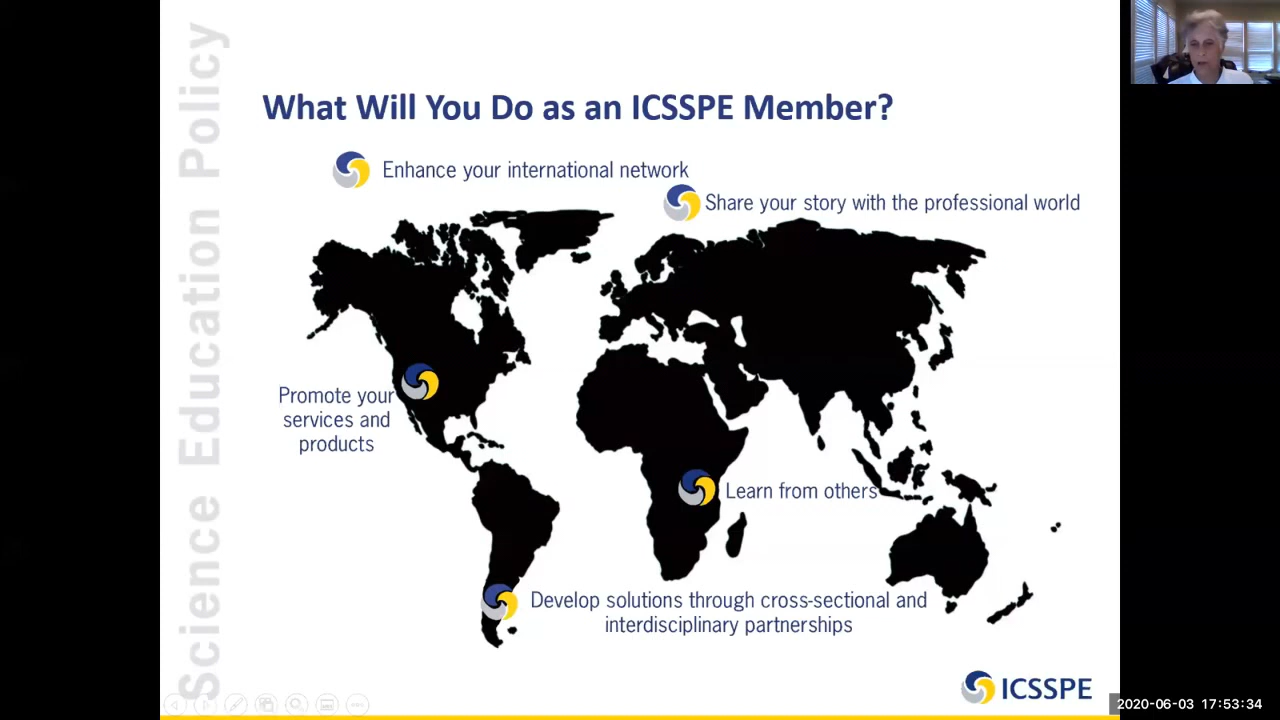 Science Education Policy
What Will You Do as an ICSSPE Member?
Enhance your international network
Share your story with the professional world
Promote your
services and
products
Learn from others
Develop solutions through cross-sectional and
interdisciplinary partnerships
ICSSPE
2020-06-03 17:53:34